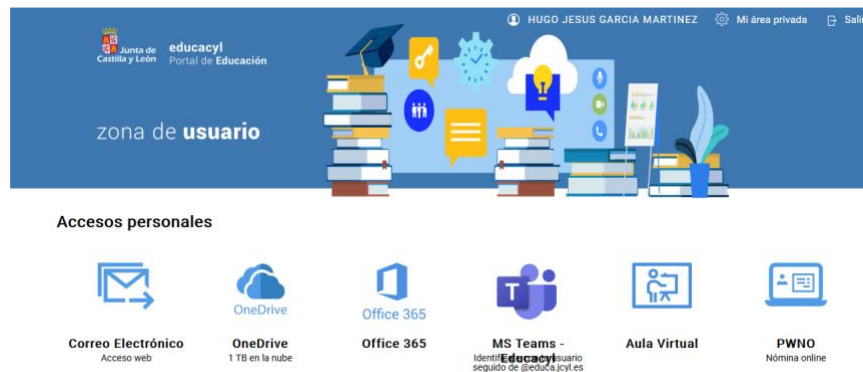 HUGO JESUS GARCIA MARTINEZ Mi área privada Salir
Junta de
Castilla y León
educacyl
Portal de Educación
zona de usuario
Accesos personales
OneDrive
Office 365
T
Correo Electrónico
Acceso web
OneDrive
1 TB en la nube
Office 365
MS Teams -
Educacyl
usuario
seguido de @educa.jcyl.es
Aula Virtual
PWNO
Nómina online